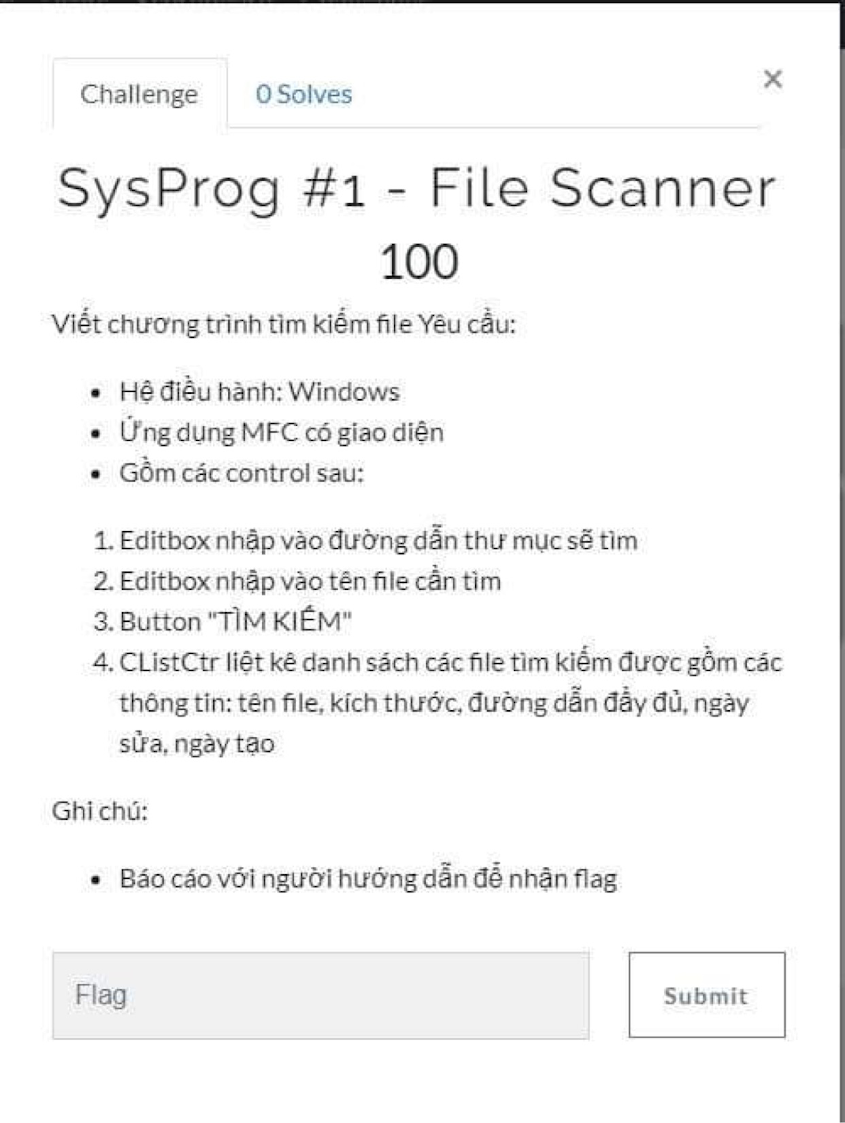 Challenge
0 Solves
×
SysProg #1 - File Scanner
100
Viết chương trình tìm kiếm file Yêu cầu:
• Hệ điều hành: Windows
• Ứng dụng MFC có giao diện
• Gồm các control sau:
1. Editbox nhập vào đường dẫn thư mục sẽ tìm
2. Editbox nhập vào tên file cần tìm
3. Button "TÌM KIẾM"
4. CListCtr liệt kê danh sách các file tìm kiếm được gồm các
thông tin: tên file, kích thước, đường dẫn đầy đủ, ngày
sửa, ngày tạo
Ghi chú:
• Báo cáo với người hướng dẫn để nhận flag
Flag
Submit